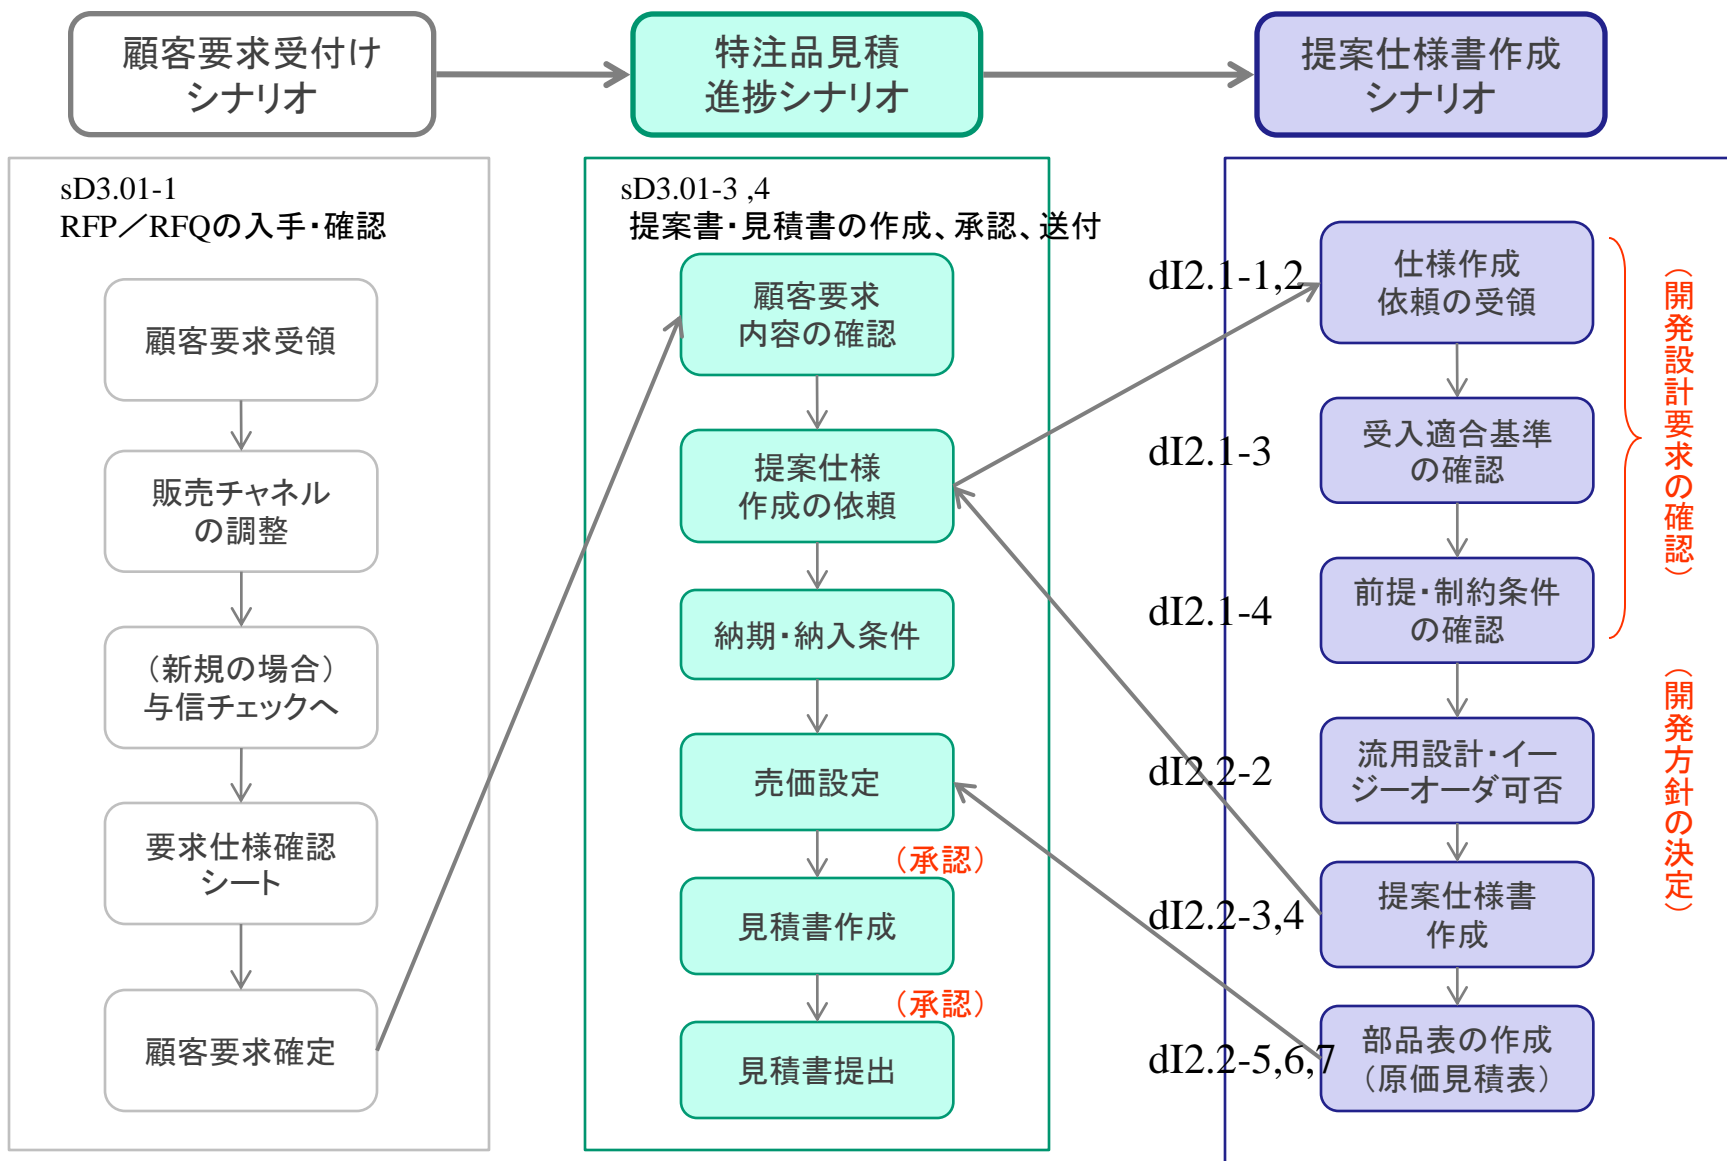 顧客要求受付け
シナリオ
特注品見積
進捗シナリオ
提案仕様書作成
シナリオ
sD3.01-1
RFP／RFQの入手・確認
顧客要求受領
販売チャネル
の調整
（新規の場合）
与信チェックへ
要求仕様確認
シート
顧客要求確定
sD3.01-3 ,4
提案書・見積書の作成、承認、送付
顧客要求
内容の確認
提案仕様
作成の依頼
納期・納入条件
売価設定
（承認）
見積書作成
（承認）
見積書提出
dI2.1-1,2
仕様作成
依頼の受領
dI2.1-3
受入適合基準
の確認
dI2.1-4
前提・制約条件
の確認
（開発設計要求の確認）
dI2.2-2
流用設計・イー
ジーオーダ可否
dI2.2-3,4
提案仕様書
作成
（開発方針の決定）
dI2.2-5,6,7
部品表の作成
（原価見積表）